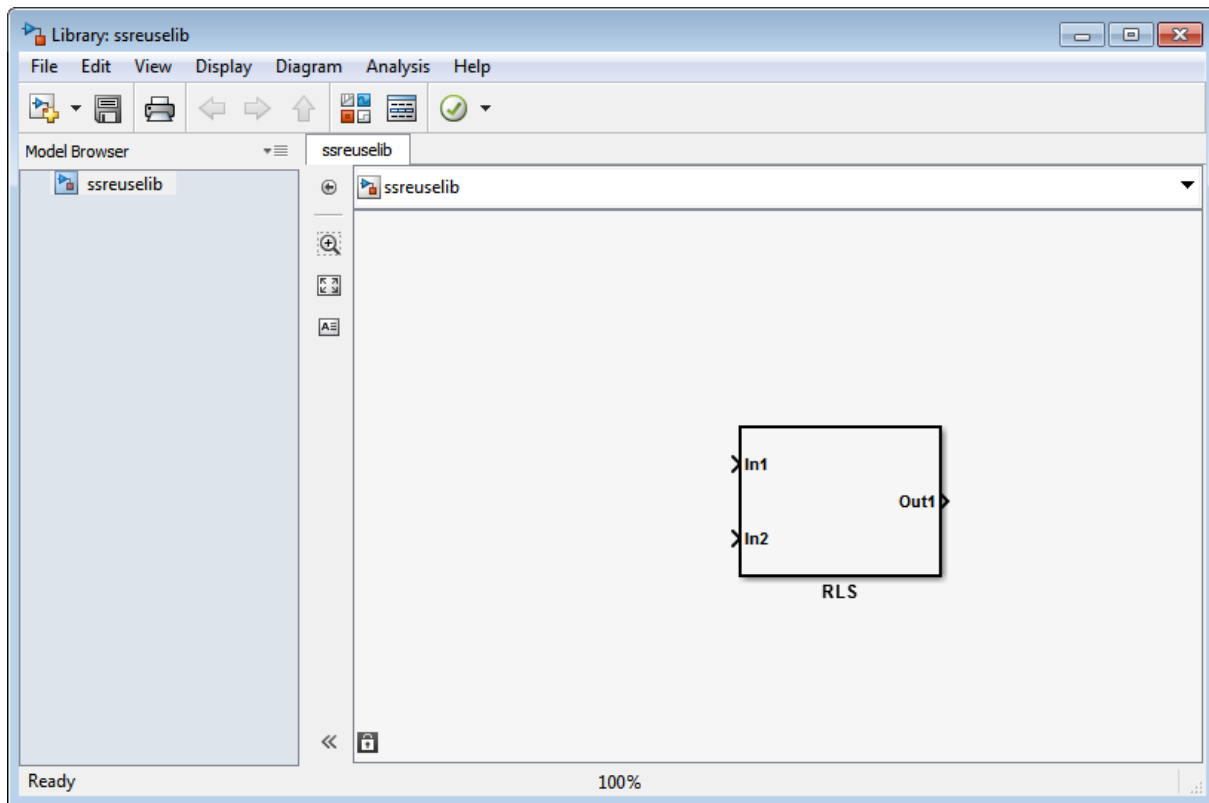 Library: ssreuselib
File Edit View Display Diagram Analysis Help
Model Browser
ssreuselib
ssreuselib
ssreuselib
In1
Out1
In2
RLS
Ready
100%